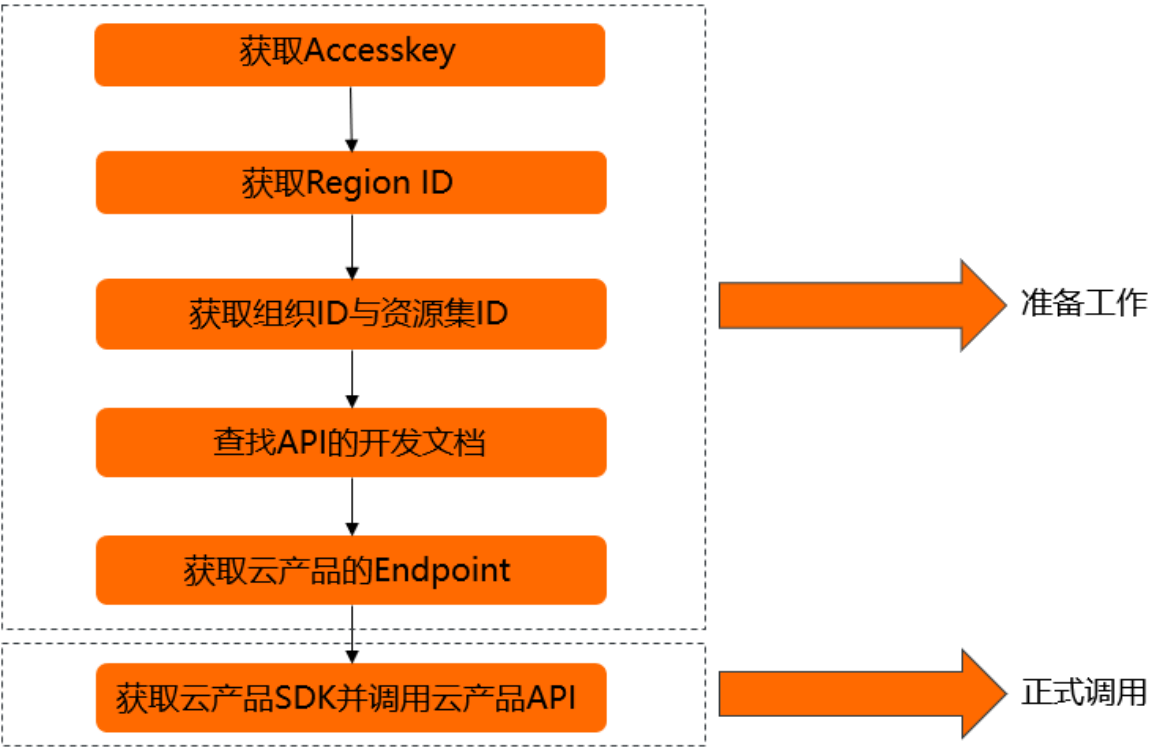 获取Accesskey
获取Region ID
获取组织ID与资源集ID
准备工作
查找API的开发文档
获取云产品的Endpoint
获取云产品SDK并调用云产品API
正式调用